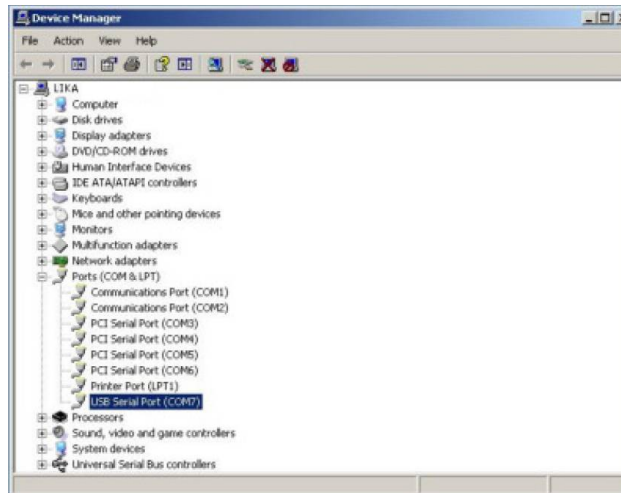 Device Manager
File Action View Help
LIKA
Computer
Disk drives
Display adapters
DVD/CD-ROM drives
Human Interface Devices
IDE ATA/ATAPI controllers
Keyboards
Mice and other pointing devices
Monitors
Multifunction adapters
Network adapters
Ports (COM & LPT)
Communications Port (COM1)
Communications Port (COM2)
PCI Serial Port (COM3)
PCI Serial Port (COM4)
PCI Serial Port (COM5)
PCI Serial Port (COM6)
Printer Port (LPT1)
USB Serial Port (COM7)
Processors
Sound, video and game controllers
System devices
Universal Serial Bus controllers